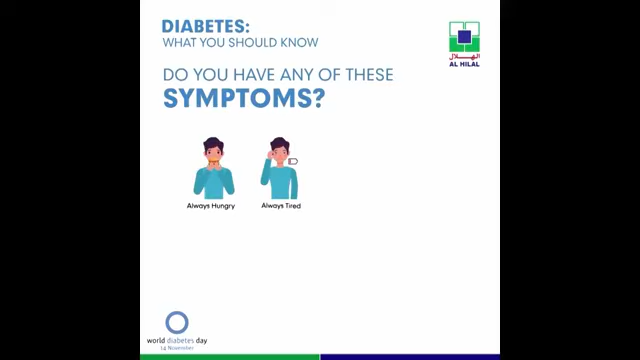 DIABETES:
WHAT YOU SHOULD KNOW
الهلال
AL HILAL
DO YOU HAVE ANY OF THESE
SYMPTOMS?
Always Hungry
Always Tired
world diabetes day
14 November